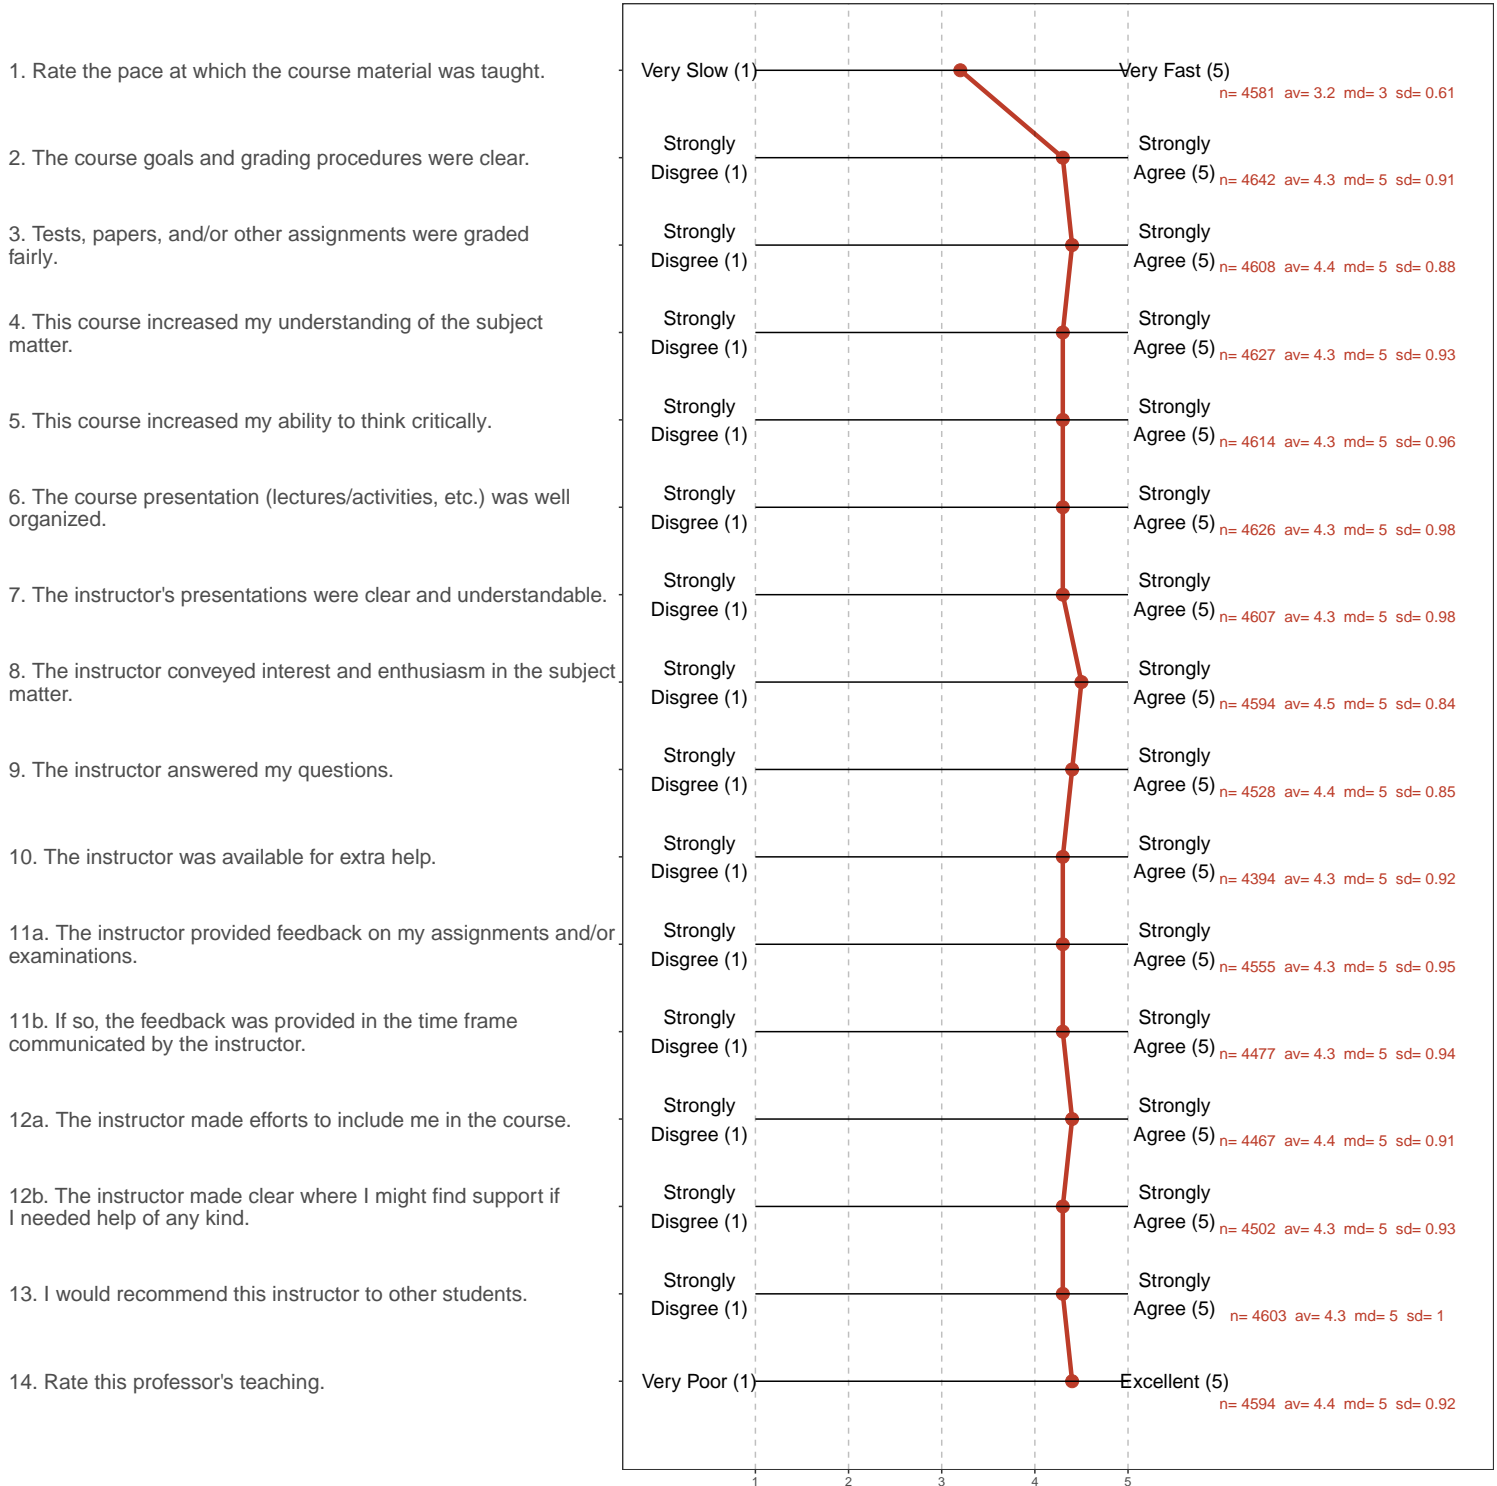 1. Rate the pace at which the course material was taught.
Very Slow (1)
Very Fast (5)
n= 4581 av= 3.2 md= 3 sd= 0.61
2. The course goals and grading procedures were clear.
Strongly
Disgree (1)
Strongly
Agree (5)
n= 4642 av= 4.3 md= 5 sd= 0.91
3. Tests, papers, and/or other assignments were graded
fairly.
Strongly
Disgree (1)
Strongly
Agree (5)
n= 4608 av= 4.4 md= 5 sd= 0.88
4. This course increased my understanding of the subject
matter.
Strongly
Disgree (1)
Strongly
Agree (5)
n= 4627 av= 4.3 md= 5 sd= 0.93
5. This course increased my ability to think critically.
Strongly
Disgree (1)
Strongly
Agree (5)
n= 4614 av= 4.3 md= 5 sd= 0.96
6. The course presentation (lectures/activities, etc.) was well
organized.
Strongly
Disgree (1)
Strongly
Agree (5)
n= 4626 av= 4.3 md= 5 sd= 0.98
7. The instructor's presentations were clear and understandable.
Strongly
Disgree (1)
Strongly
Agree (5)
n= 4607 av= 4.3 md= 5 sd= 0.98
8. The instructor conveyed interest and enthusiasm in the subject
matter.
Strongly
Disgree (1)
Strongly
Agree (5)
n= 4594 av= 4.5 md= 5 sd= 0.84
9. The instructor answered my questions.
Strongly
Disgree (1)
Strongly
Agree (5)
n= 4528 av= 4.4 md= 5 sd= 0.85
10. The instructor was available for extra help.
Strongly
Disgree (1)
Strongly
Agree (5)
n= 4394 av= 4.3 md= 5 sd= 0.92
11a. The instructor provided feedback on my assignments and/or
examinations.
Strongly
Disgree (1)
Strongly
Agree (5)
n= 4555 av= 4.3 md= 5 sd= 0.95
11b. If so, the feedback was provided in the time frame
communicated by the instructor.
Strongly
Disgree (1)
Strongly
Agree (5)
n= 4477 av= 4.3 md= 5 sd= 0.94
12a. The instructor made efforts to include me in the course.
Strongly
Disgree (1)
Strongly
Agree (5)
n= 4467 av= 4.4 md= 5 sd= 0.91
12b. The instructor made clear where I might find support if
I needed help of any kind.
Strongly
Disgree (1)
Strongly
Agree (5)
n= 4502 av= 4.3 md= 5 sd= 0.93
13. I would recommend this instructor to other students.
Strongly
Disgree (1)
Strongly
Agree (5)
n= 4603 av= 4.3 md= 5 sd= 1
14. Rate this professor's teaching.
Very Poor (1)
Excellent (5)
n= 4594 av= 4.4 md= 5 sd= 0.92
1 2 3 4 5